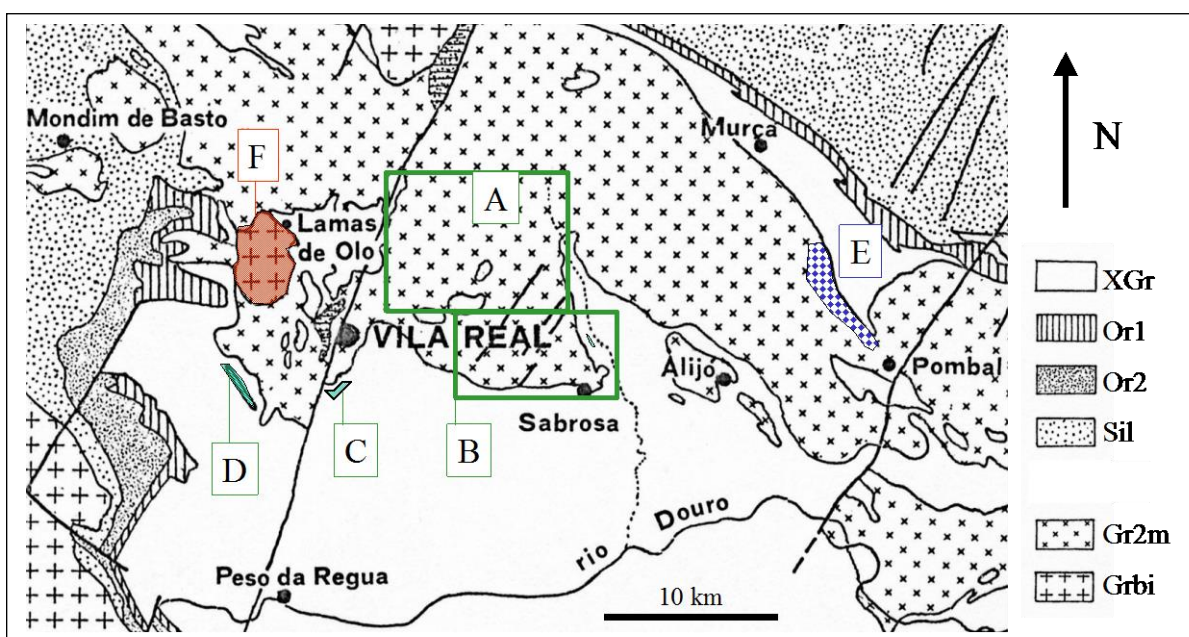 Mondim de Basto
Murça
F
A
N
Lamas
de Olo
E
XGr
Or1
VILA REAL
Or2
Alijo
Pombal
Sil
Sabrosa
D
C
B
Gr2m
rio Douro
Peso da Regua
10 km
Grbi